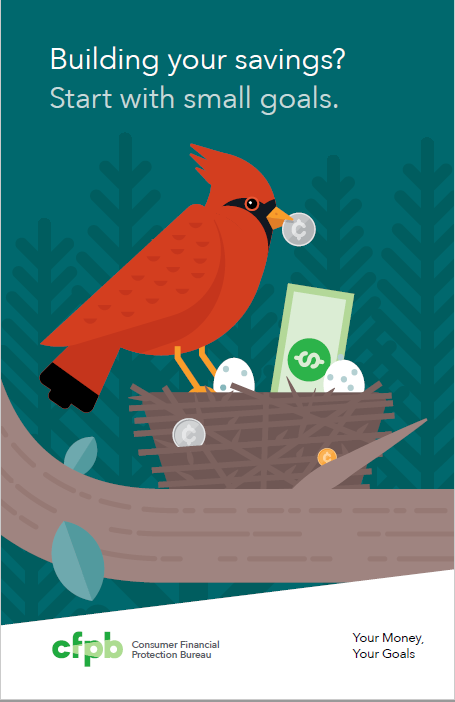 Building your savings?
Start with small goals.
¢
$
¢
¢
cfpb
Consumer Financial
Protection Bureau
Your Money,
Your Goals